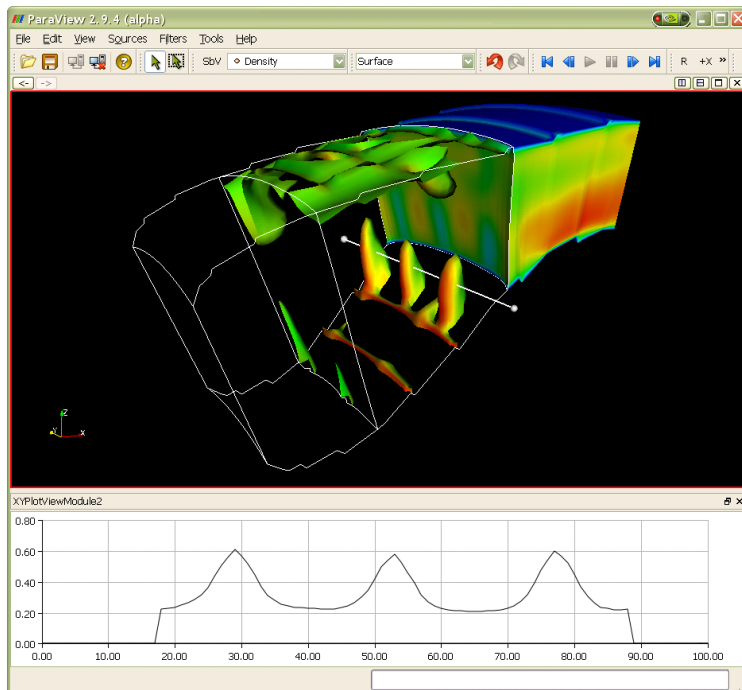 ParaView 2.9.4 (alpha)
File Edit View Sources Filters Tools Help
SbV Density Surface R +X »
<- ->
Z
Y X
XYPlotViewModule2
0.80
0.60
0.40
0.20
0.00
0.00 10.00 20.00 30.00 40.00 50.00 60.00 70.00 80.00 90.00 100.00